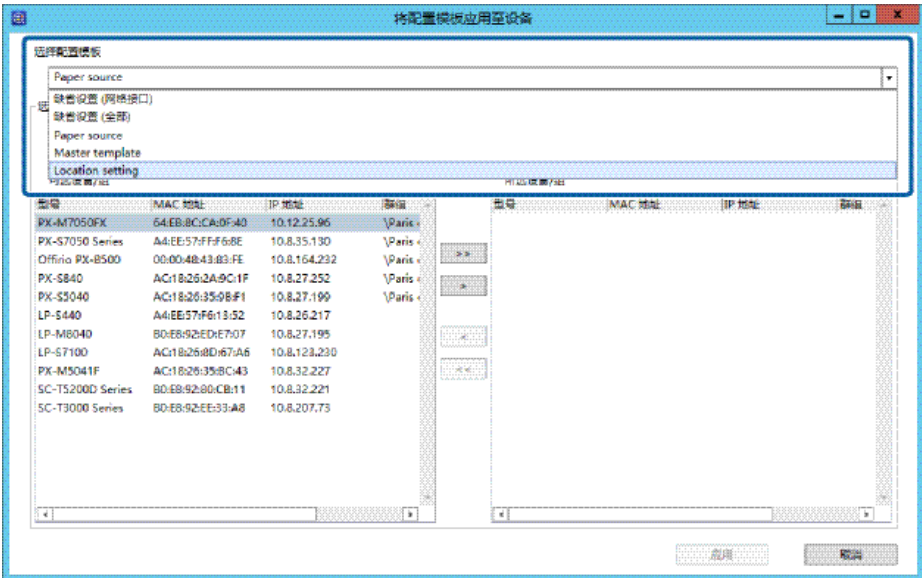 将配置模板应用至设备
选择配置模板
Paper source
缺省设置 (网络接口)
缺省设置 (全部)
Paper source
Master template
Location setting
型号 MAC 地址 IP 地址 群组
PX-M7050FX 64:EB:8C:CA:0F:40 10.12.25.96 \Paris
PX-S7050 Series A4:EE:57:FF:F6:8E 10.8.35.130 \Paris
Offirio PX-B500 00:00:48:43:83:FE 10.8.164.232 \Paris
PX-S840 AC:18:26:2A:9C:1F 10.8.27.252 \Paris
PX-S5040 AC:18:26:35:9B:F1 10.8.27.199 \Paris
LP-S440 A4:EE:57:F6:13:52 10.8.26.217
LP-M8040 B0:E8:92:ED:E7:07 10.8.27.195
LP-S7100 AC:18:26:8D:67:A6 10.8.123.230
PX-M5041F AC:18:26:35:8C:43 10.8.32.227
SC-T5200D Series B0:E8:92:80:CB:11 10.8.32.221
SC-T3000 Series B0:E8:92:EE:33:A8 10.8.207.73
>>
>
<
<<
型号 MAC 地址 IP 地址 群组
应用 取消